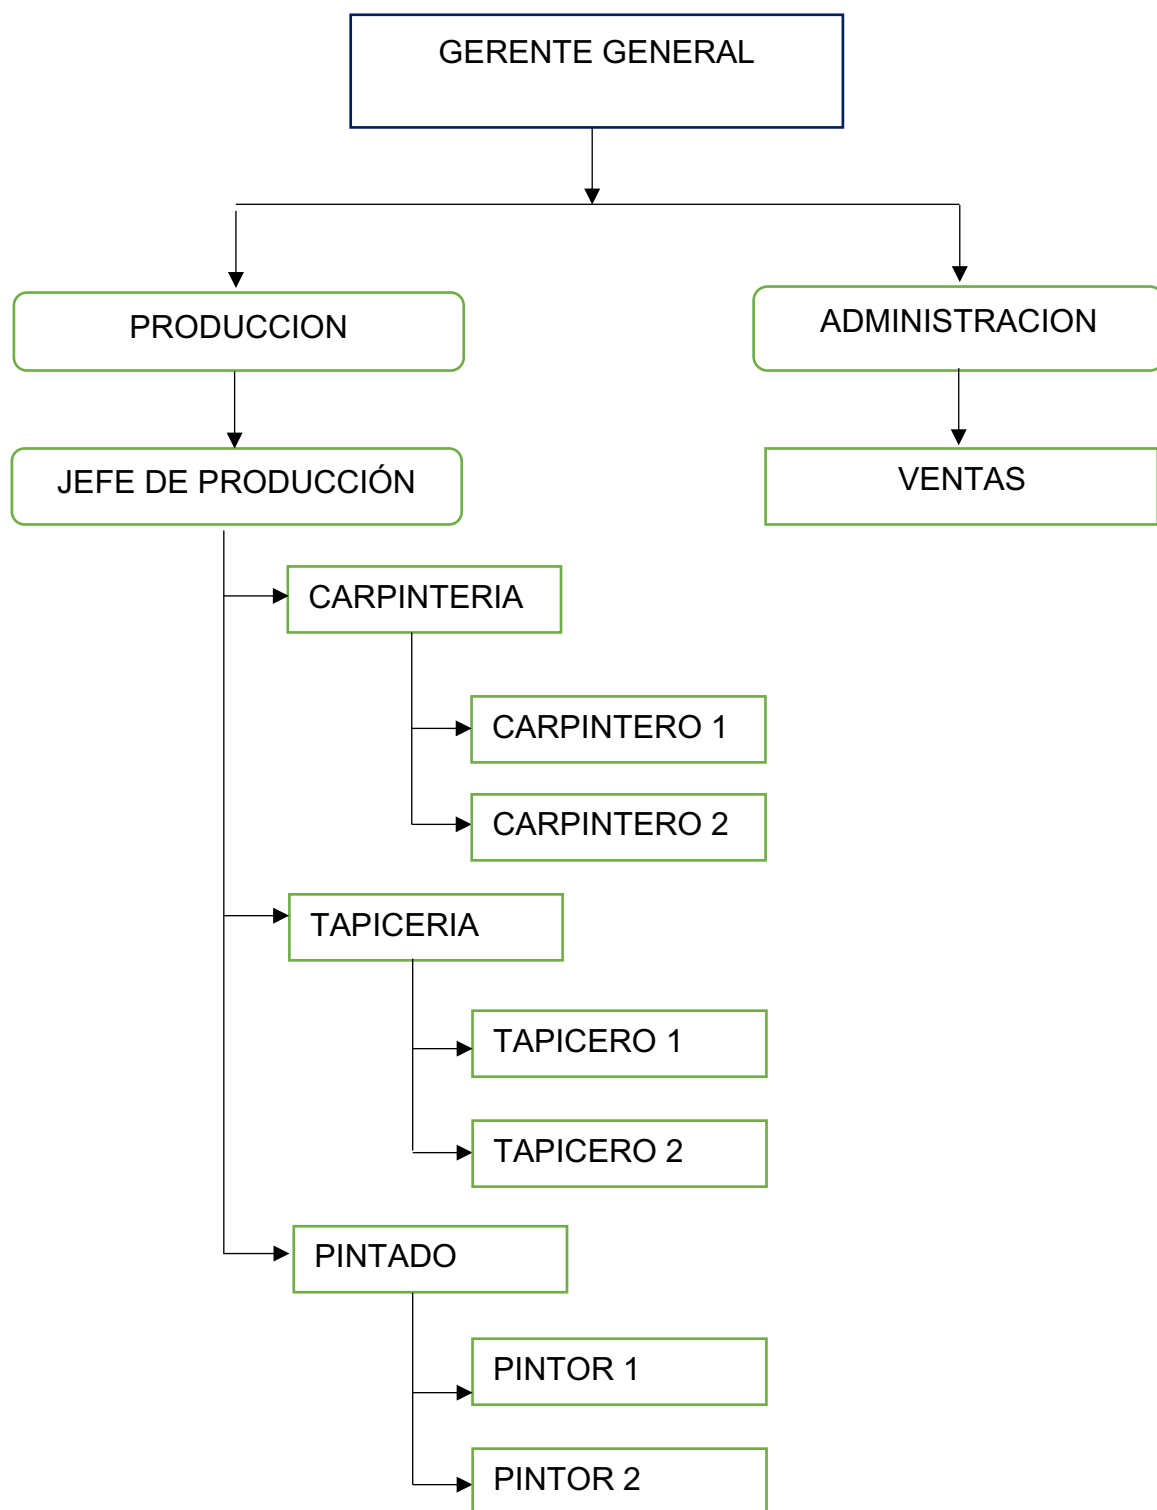 GERENTE GENERAL
PRODUCCION
ADMINISTRACION
JEFE DE PRODUCCIÓN
VENTAS
CARPINTERIA
CARPINTERO 1
CARPINTERO 2
TAPICERIA
TAPICERO 1
TAPICERO 2
PINTADO
PINTOR 1
PINTOR 2